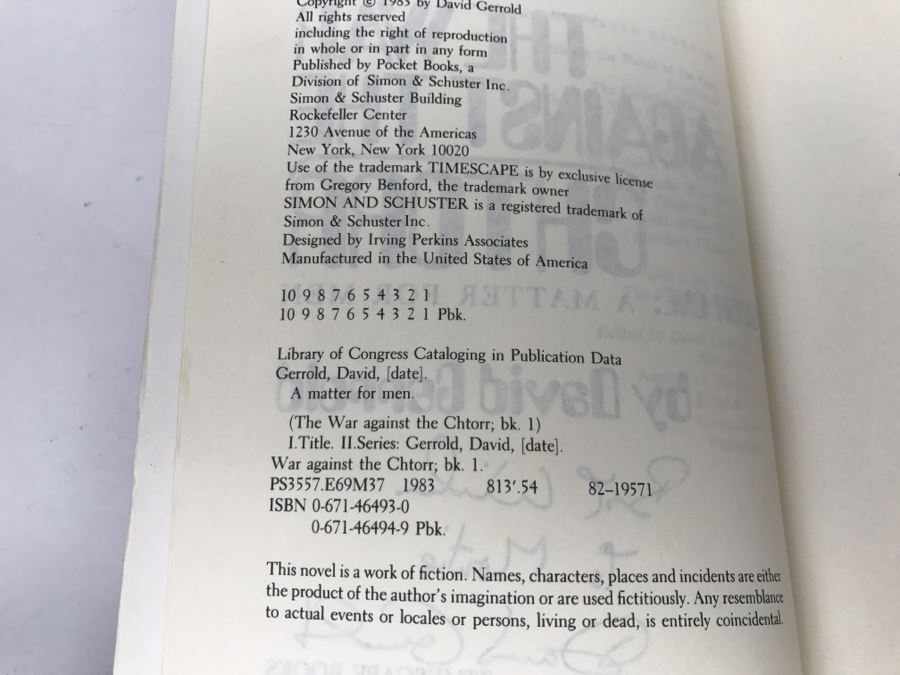 Copyright © 1983 by David Gerrold
All rights reserved
including the right of reproduction
in whole or in part in any form
Published by Pocket Books, a
Division of Simon & Schuster Inc.
Simon & Schuster Building
Rockefeller Center
1230 Avenue of the Americas
New York, New York 10020
Use of the trademark TIMESCAPE is by exclusive license
from Gregory Benford, the trademark owner
SIMON AND SCHUSTER is a registered trademark of
Simon & Schuster Inc.
Designed by Irving Perkins Associates
Manufactured in the United States of America
10 9 8 7 6 5 4 3 2 1
10 9 8 7 6 5 4 3 2 1 Pbk.
Library of Congress Cataloging in Publication Data
Gerrold, David, [date].
A matter for men.
(The War against the Chtorr; bk. 1)
I.Title. II.Series: Gerrold, David, [date].
War against the Chtorr; bk. 1.
PS3557.E69M37 1983 813'.54 82–19571
ISBN 0-671-46493-0
0-671-46494-9 Pbk.
This novel is a work of fiction. Names, characters, places and incidents are either
the product of the author's imagination or are used fictitiously. Any resemblance
to actual events or locales or persons, living or dead, is entirely coincidental.